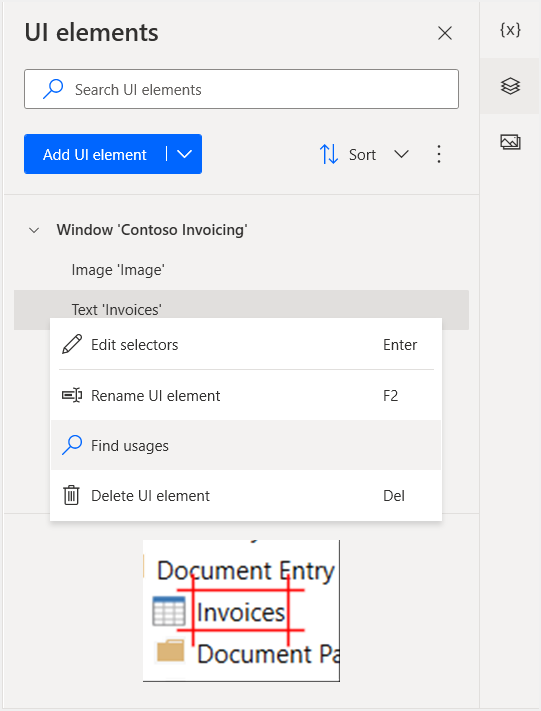 UI elements
{x}
Search UI elements
Add UI element
Sort
Window 'Contoso Invoicing'
Image 'Image'
Text 'Invoices'
Edit selectors Enter
Rename UI element F2
Find usages
Delete UI element Del
Document Entry
Invoices
Document